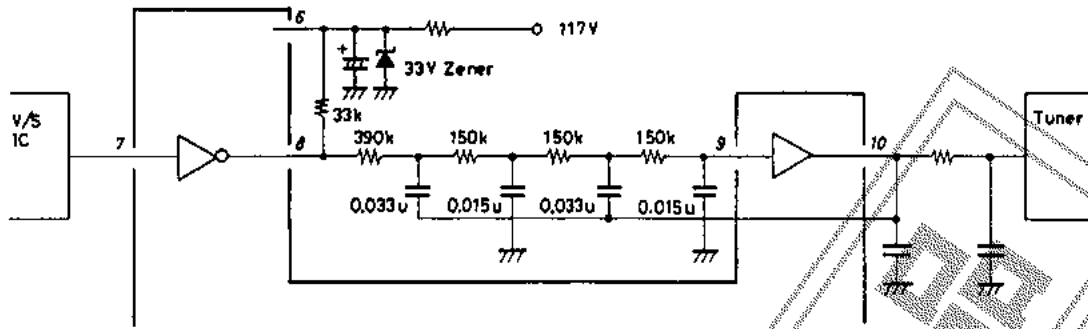 6
117V
+
33V Zener
33k
V/S
IC
7
8
390k
150k
150k
150k
9
10
Tuner
0.033u
0.015u
0.033u
0.015u